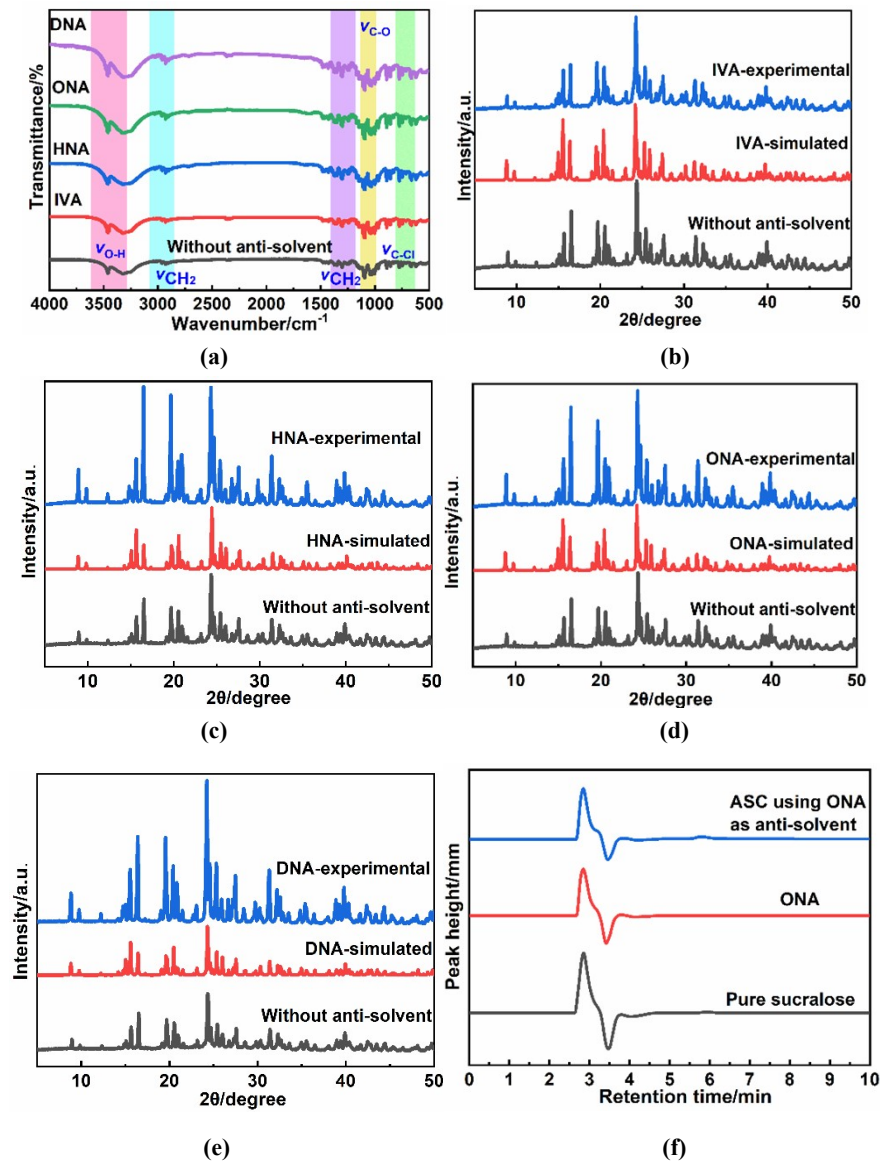 DNA
νC-O
ONA
HNA
IVA
Without anti-solvent
νO-H
νCH2
νCH2
νC-Cl
Transmittance/%
4000 3500 3000 2500 2000 1500 1000 500
Wavenumber/cm-1
(a)
IVA-experimental
IVA-simulated
Without anti-solvent
Intensity/a.u.
10 20 30 40 50
2θ/degree
(b)
HNA-experimental
HNA-simulated
Without anti-solvent
Intensity/a.u.
10 20 30 40 50
2θ/degree
(c)
ONA-experimental
ONA-simulated
Without anti-solvent
Intensity/a.u.
10 20 30 40 50
2θ/degree
(d)
DNA-experimental
DNA-simulated
Without anti-solvent
Intensity/a.u.
10 20 30 40 50
2θ/degree
(e)
ASC using ONA
as anti-solvent
ONA
Pure sucralose
Peak height/mm
0 1 2 3 4 5 6 7 8 9 10
Retention time/min
(f)